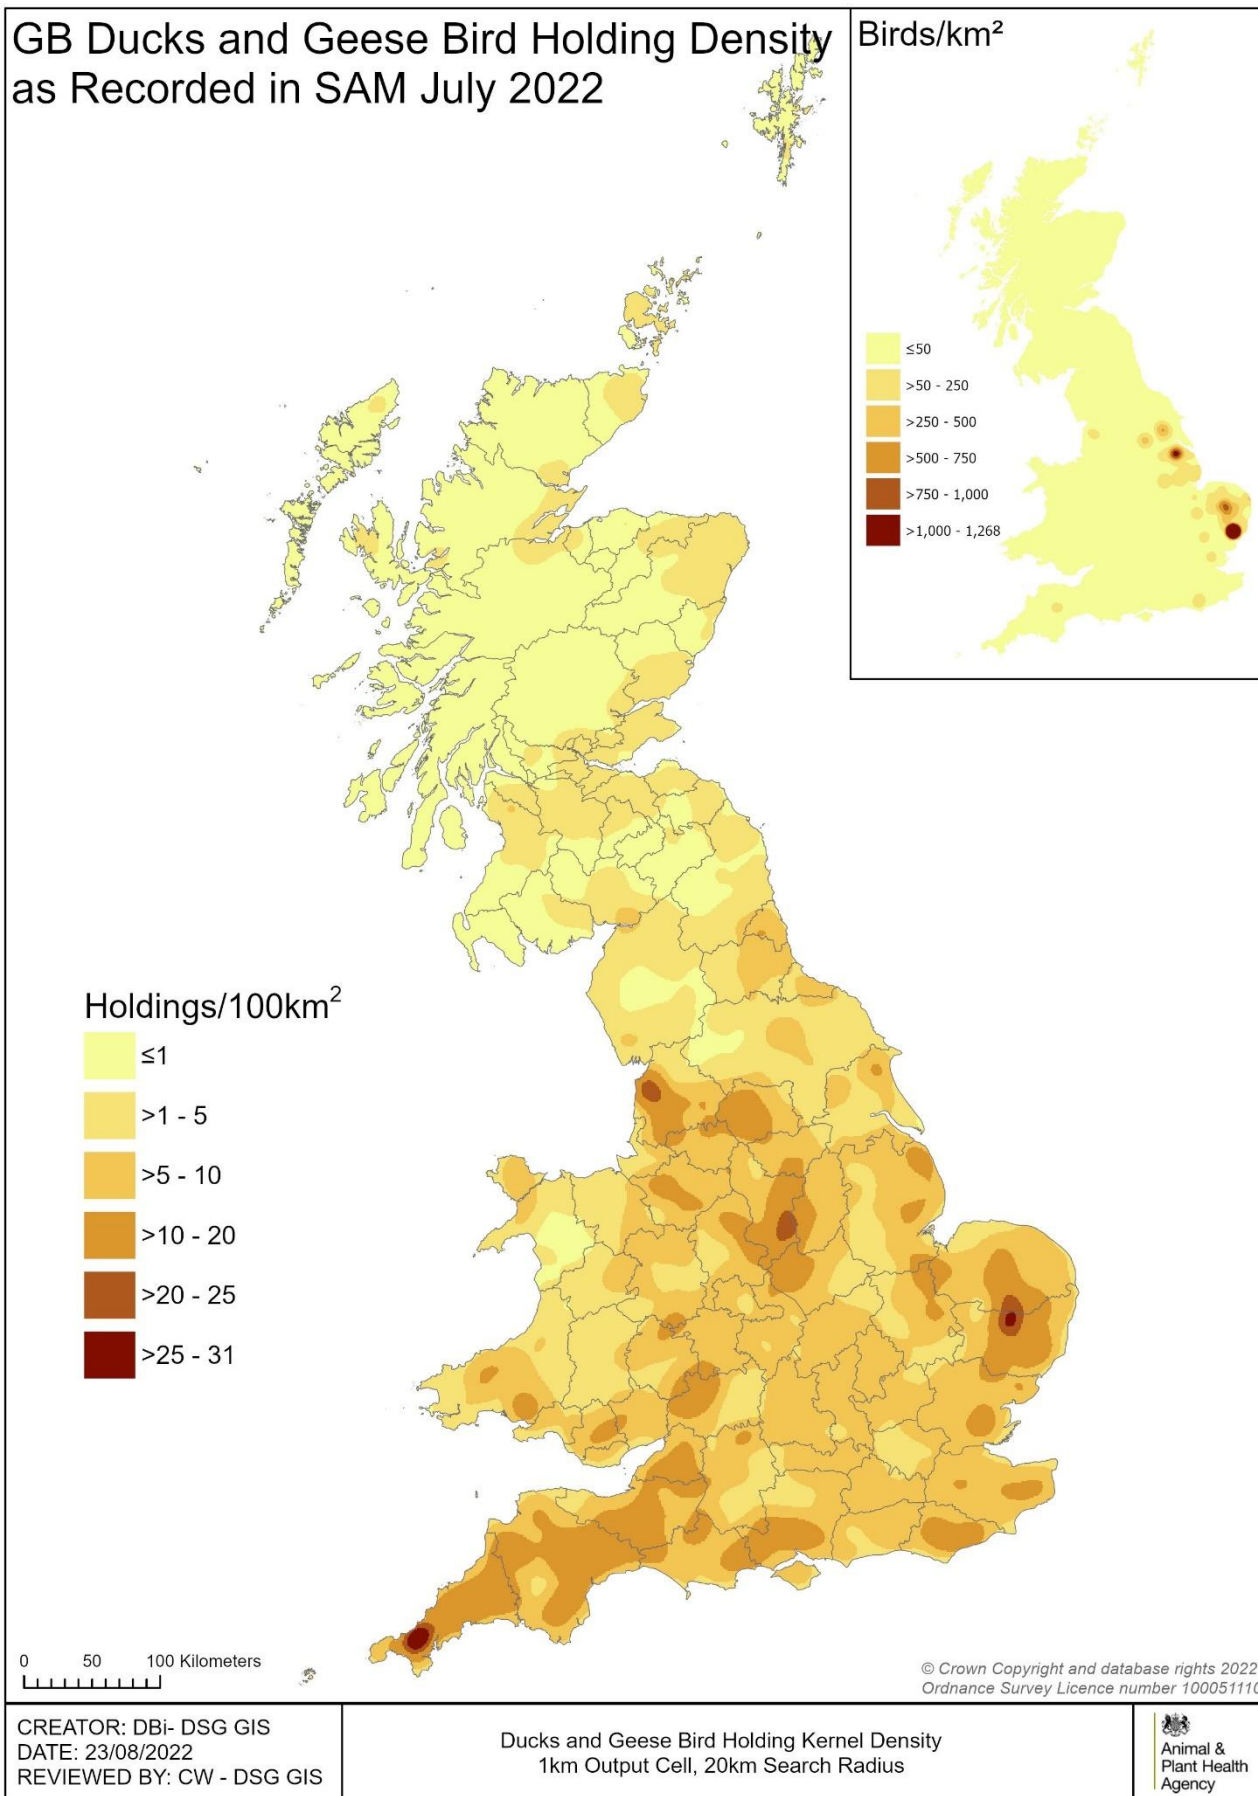 GB Ducks and Geese Bird Holding Density
as Recorded in SAM July 2022
Birds/km²
≤50
>50 - 250
>250 - 500
>500 - 750
>750 - 1,000
>1,000 - 1,268
Holdings/100km²
≤1
>1 - 5
>5 - 10
>10 - 20
>20 - 25
>25 - 31
0 50 100 Kilometers
© Crown Copyright and database rights 2022
Ordnance Survey Licence number 100051110
CREATOR: DBi- DSG GIS
DATE: 23/08/2022
REVIEWED BY: CW - DSG GIS
Ducks and Geese Bird Holding Kernel Density
1km Output Cell, 20km Search Radius
Animal &
Plant Health
Agency